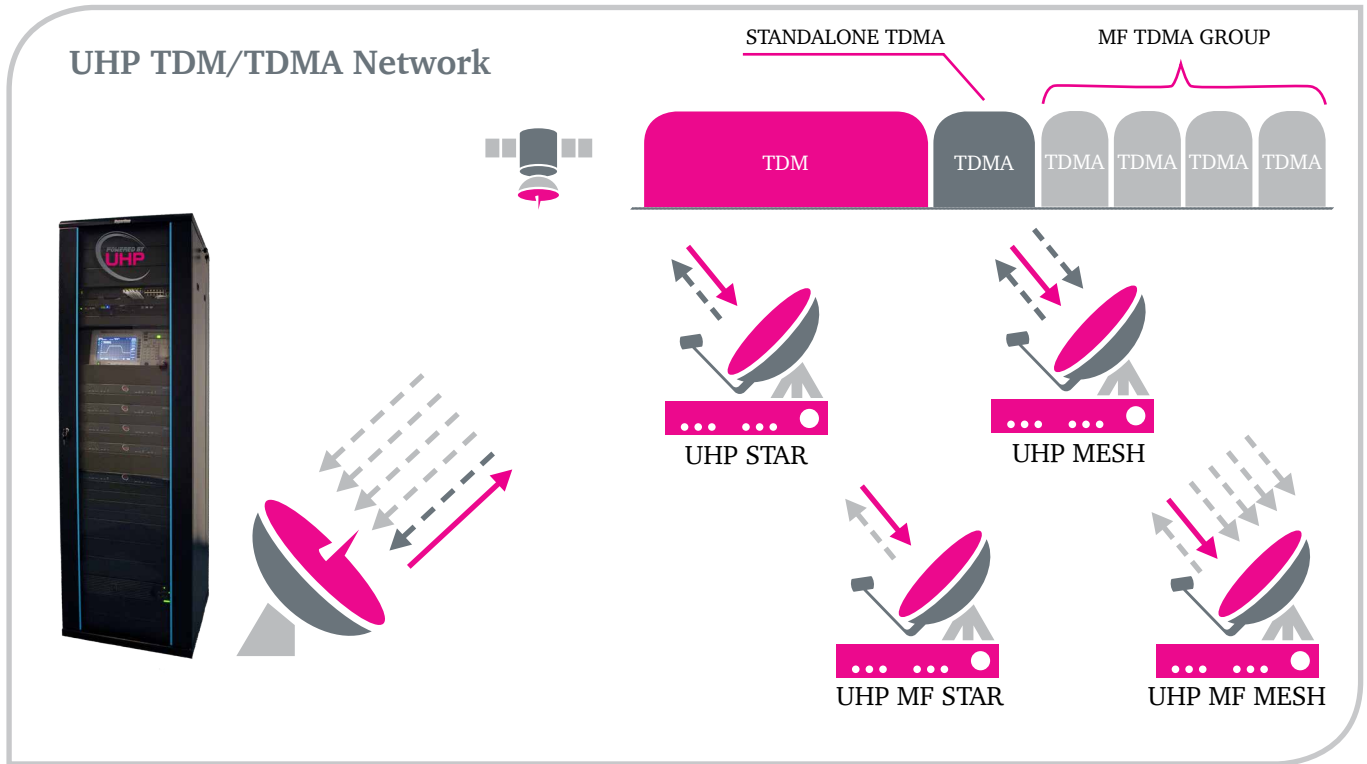 UHP TDM/TDMA Network
STANDALONE TDMA
MF TDMA GROUP
TDM
TDMA
TDMA
TDMA
TDMA
TDMA
POWERED BY
UHP
UHP STAR
UHP MESH
UHP MF STAR
UHP MF MESH